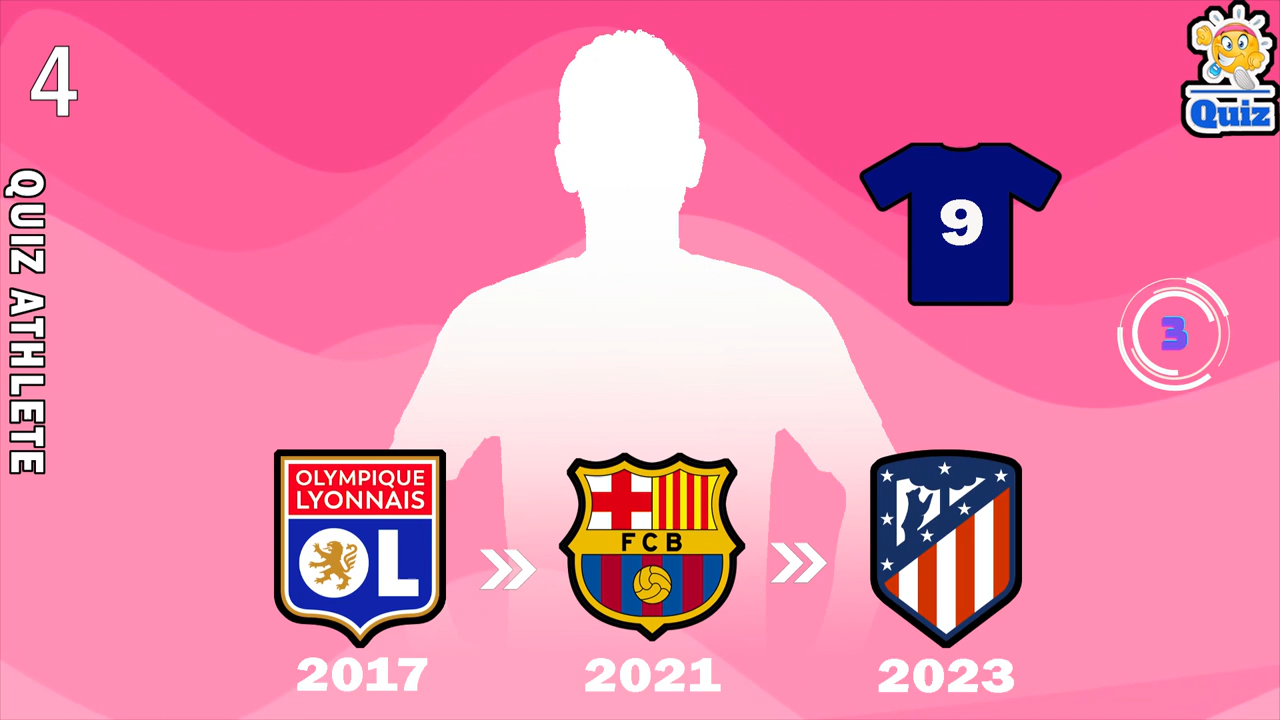 4
Quiz
QUIZ ATHLETE
9
3
OLYMPIQUE
LYONNAIS
OL
FCB
2017
2021
2023